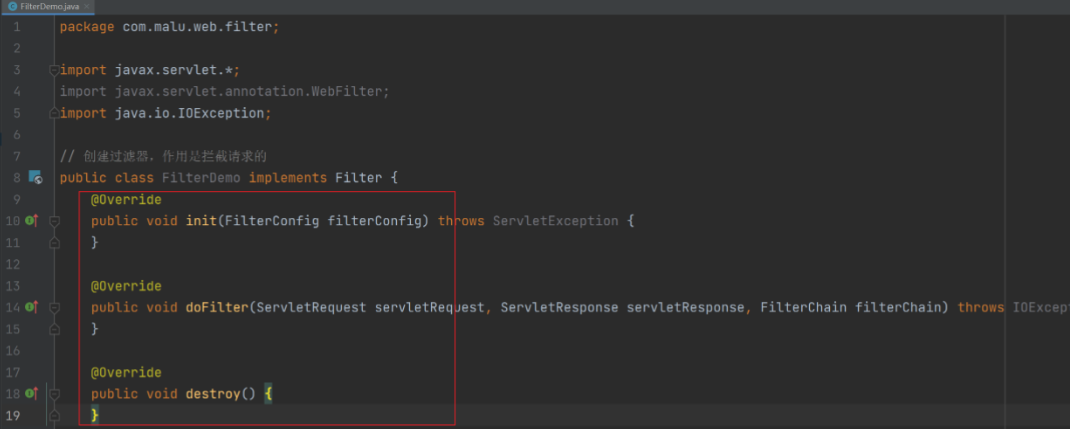 FilterDemo.java
1 package com.malu.web.filter;
2
3 import javax.servlet.*;
4 import javax.servlet.annotation.WebFilter;
5 import java.io.IOException;
6
7 // 创建过滤器，作用是拦截请求的
8 public class FilterDemo implements Filter {
9 @Override
10 public void init(FilterConfig filterConfig) throws ServletException {
11 }
12
13 @Override
14 public void doFilter(ServletRequest servletRequest, ServletResponse servletResponse, FilterChain filterChain) throws IOExcep
15 }
16
17 @Override
18 public void destroy() {
19 }